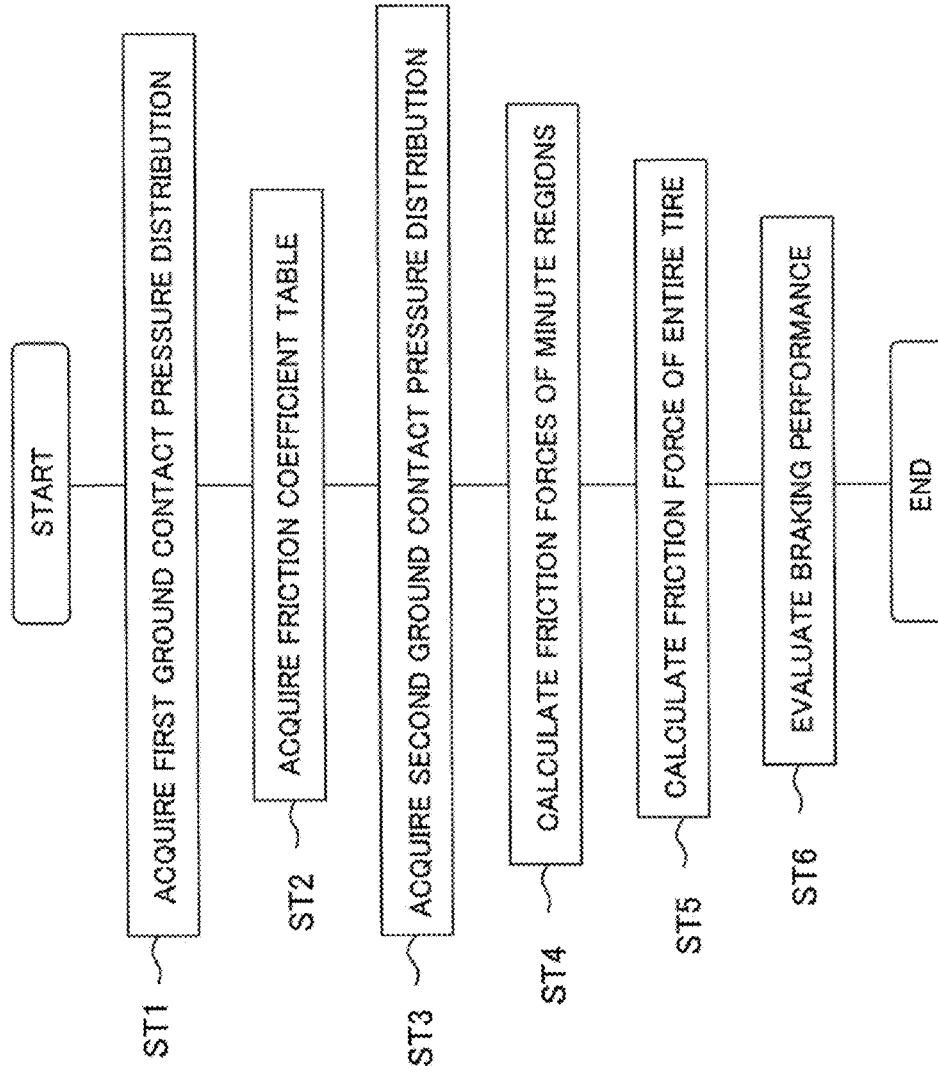 START
ST1
ACQUIRE FIRST GROUND CONTACT PRESSURE DISTRIBUTION
ST2
ACQUIRE FRICTION COEFFICIENT TABLE
ST3
ACQUIRE SECOND GROUND CONTACT PRESSURE DISTRIBUTION
ST4
CALCULATE FRICTION FORCES OF MINUTE REGIONS
ST5
CALCULATE FRICTION FORCE OF ENTIRE TIRE
ST6
EVALUATE BRAKING PERFORMANCE
END